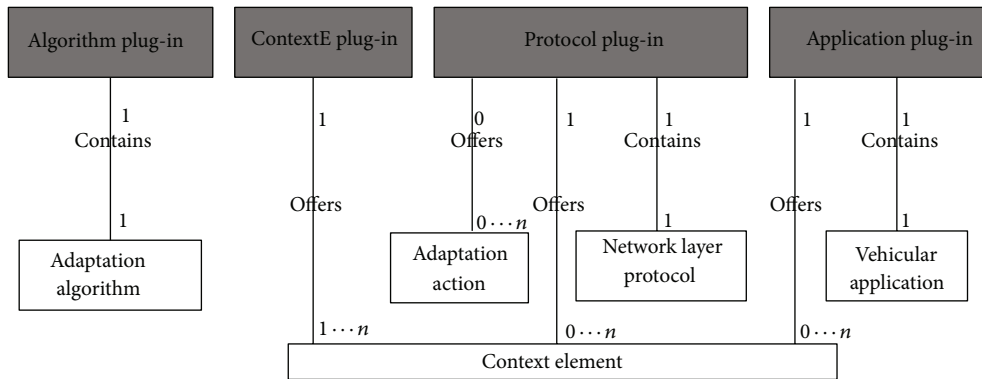 Algorithm plug-in
ContextE plug-in
Protocol plug-in
Application plug-in
1
1
0
1
1
1
1
Contains
Offers
Contains
Contains
Offers
Offers
Offers
1
0 ··· n
1
1
Adaptation
algorithm
Adaptation
action
Network layer
protocol
Vehicular
application
1 ··· n
0 ··· n
0 ··· n
Context element